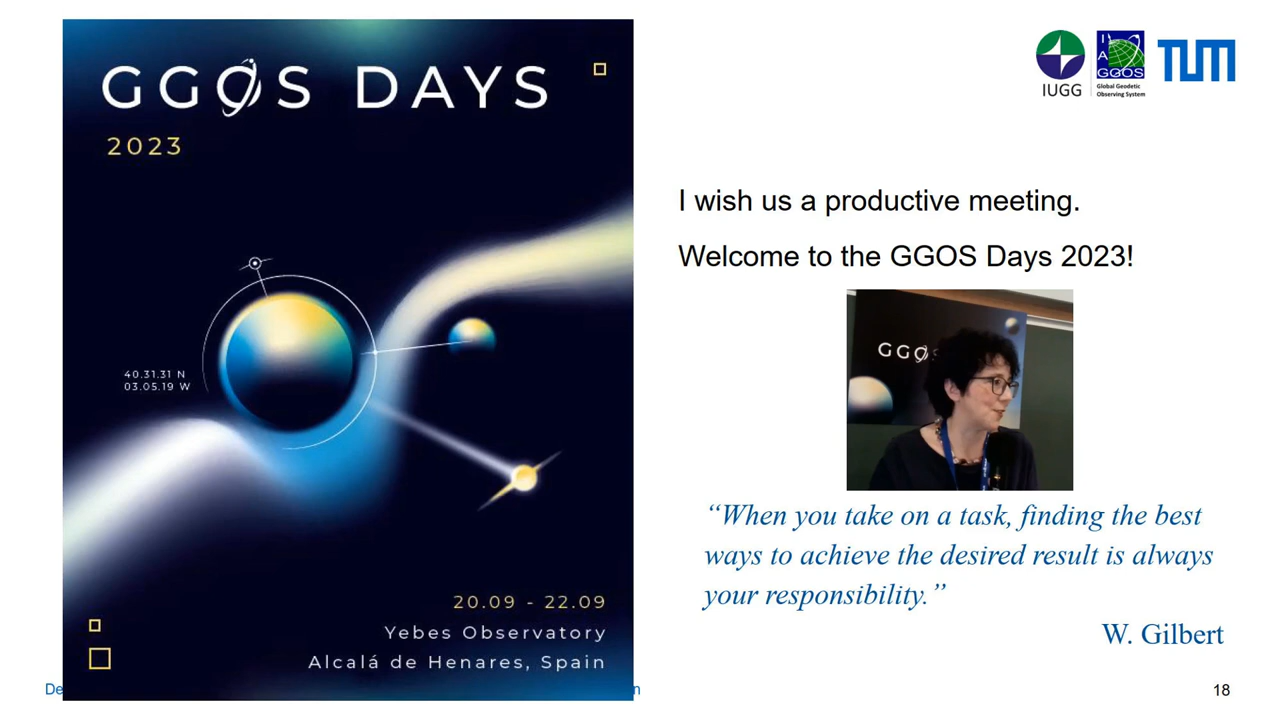 GGOS DAYS
2023
40.31.31 N
03.05.19 W
20.09 - 22.09
Yebes Observatory
Alcalá de Henares, Spain
IUGG
I
A
GGOS
Global Geodetic
Observing System
TUM
I wish us a productive meeting.
Welcome to the GGOS Days 2023!
GGO
“When you take on a task, finding the best
ways to achieve the desired result is always
your responsibility.”
W. Gilbert
De
n
18